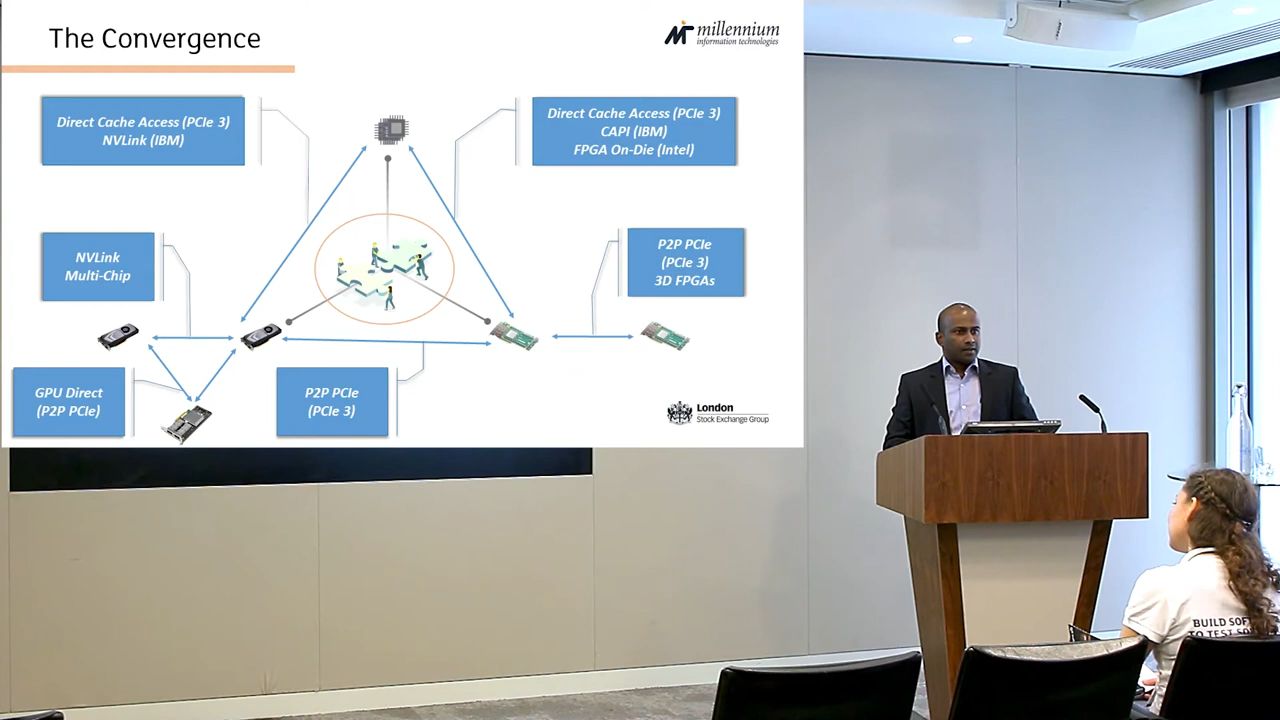 The Convergence
millennium
information technologies
Direct Cache Access (PCIe 3)
NVLink (IBM)
Direct Cache Access (PCIe 3)
CAPI (IBM)
FPGA On-Die (Intel)
NVLink
Multi-Chip
P2P PCIe
(PCIe 3)
3D FPGAs
GPU Direct
(P2P PCIe)
P2P PCIe
(PCIe 3)
London
Stock Exchange Group
BUILD
TO TEST